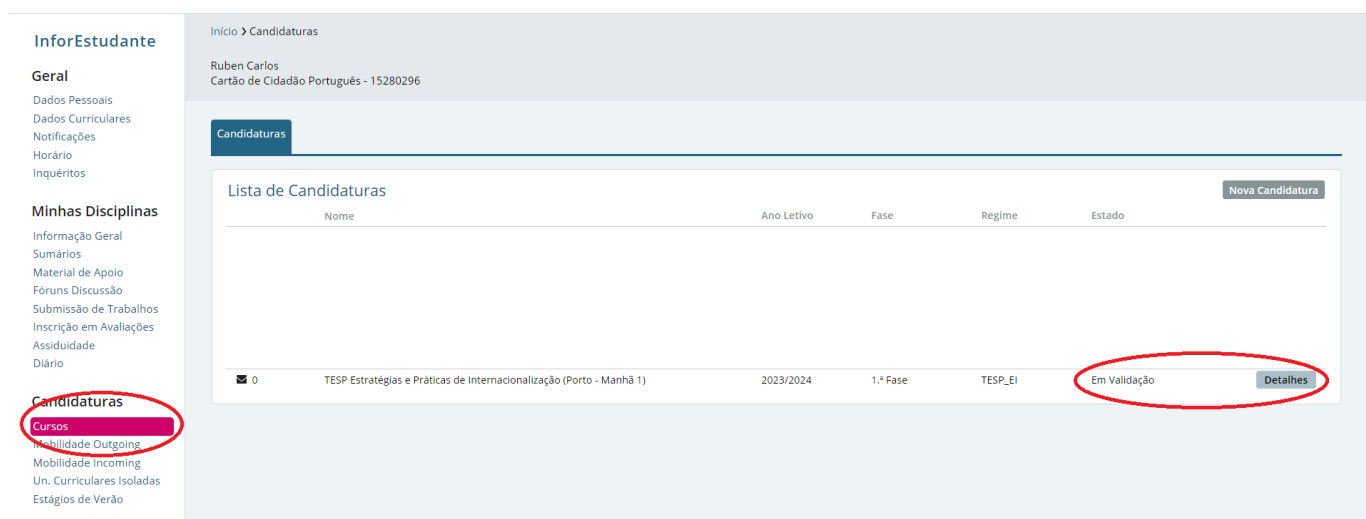 InforEstudante
Geral
Dados Pessoais
Dados Curriculares
Notificações
Horário
Inquéritos
Minhas Disciplinas
Informação Geral
Sumários
Material de Apoio
Fóruns Discussão
Submissão de Trabalhos
Inscrição em Avaliações
Assiduidade
Diário
Candidaturas
Cursos
Mobilidade Outgoing
Mobilidade Incoming
Un. Curriculares Isoladas
Estágios de Verão
Início > Candidaturas
Ruben Carlos
Cartão de Cidadão Português - 15280296
Candidaturas
Lista de Candidaturas Nova Candidatura
Nome Ano Letivo Fase Regime Estado
0 TESP Estratégias e Práticas de Internacionalização (Porto - Manhã 1) 2023/2024 1.ª Fase TESP_EI Em Validação Detalhes